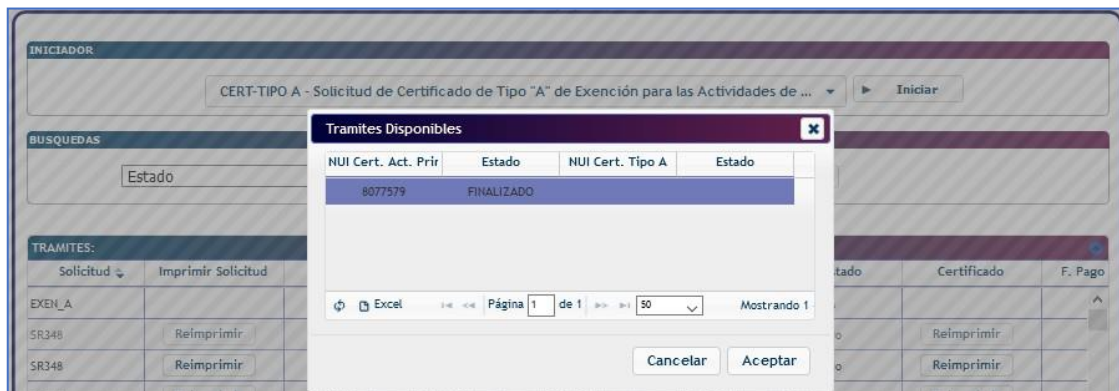 INICIADOR
CERT-TIPO A - Solicitud de Certificado de Tipo "A" de Exención para las Actividades de ...
Iniciar
BUSQUEDAS
Estado
Tramites Disponibles
NUI Cert. Act. Prir Estado NUI Cert. Tipo A Estado
8077579 FINALIZADO
Excel Página 1 de 1 50 Mostrando 1
Cancelar Aceptar
TRAMITES:
Solicitud Imprimir Solicitud tado Certificado F. Pago
EXEN_A
SR348 Reimprimir o Reimprimir
SR348 Reimprimir o Reimprimir